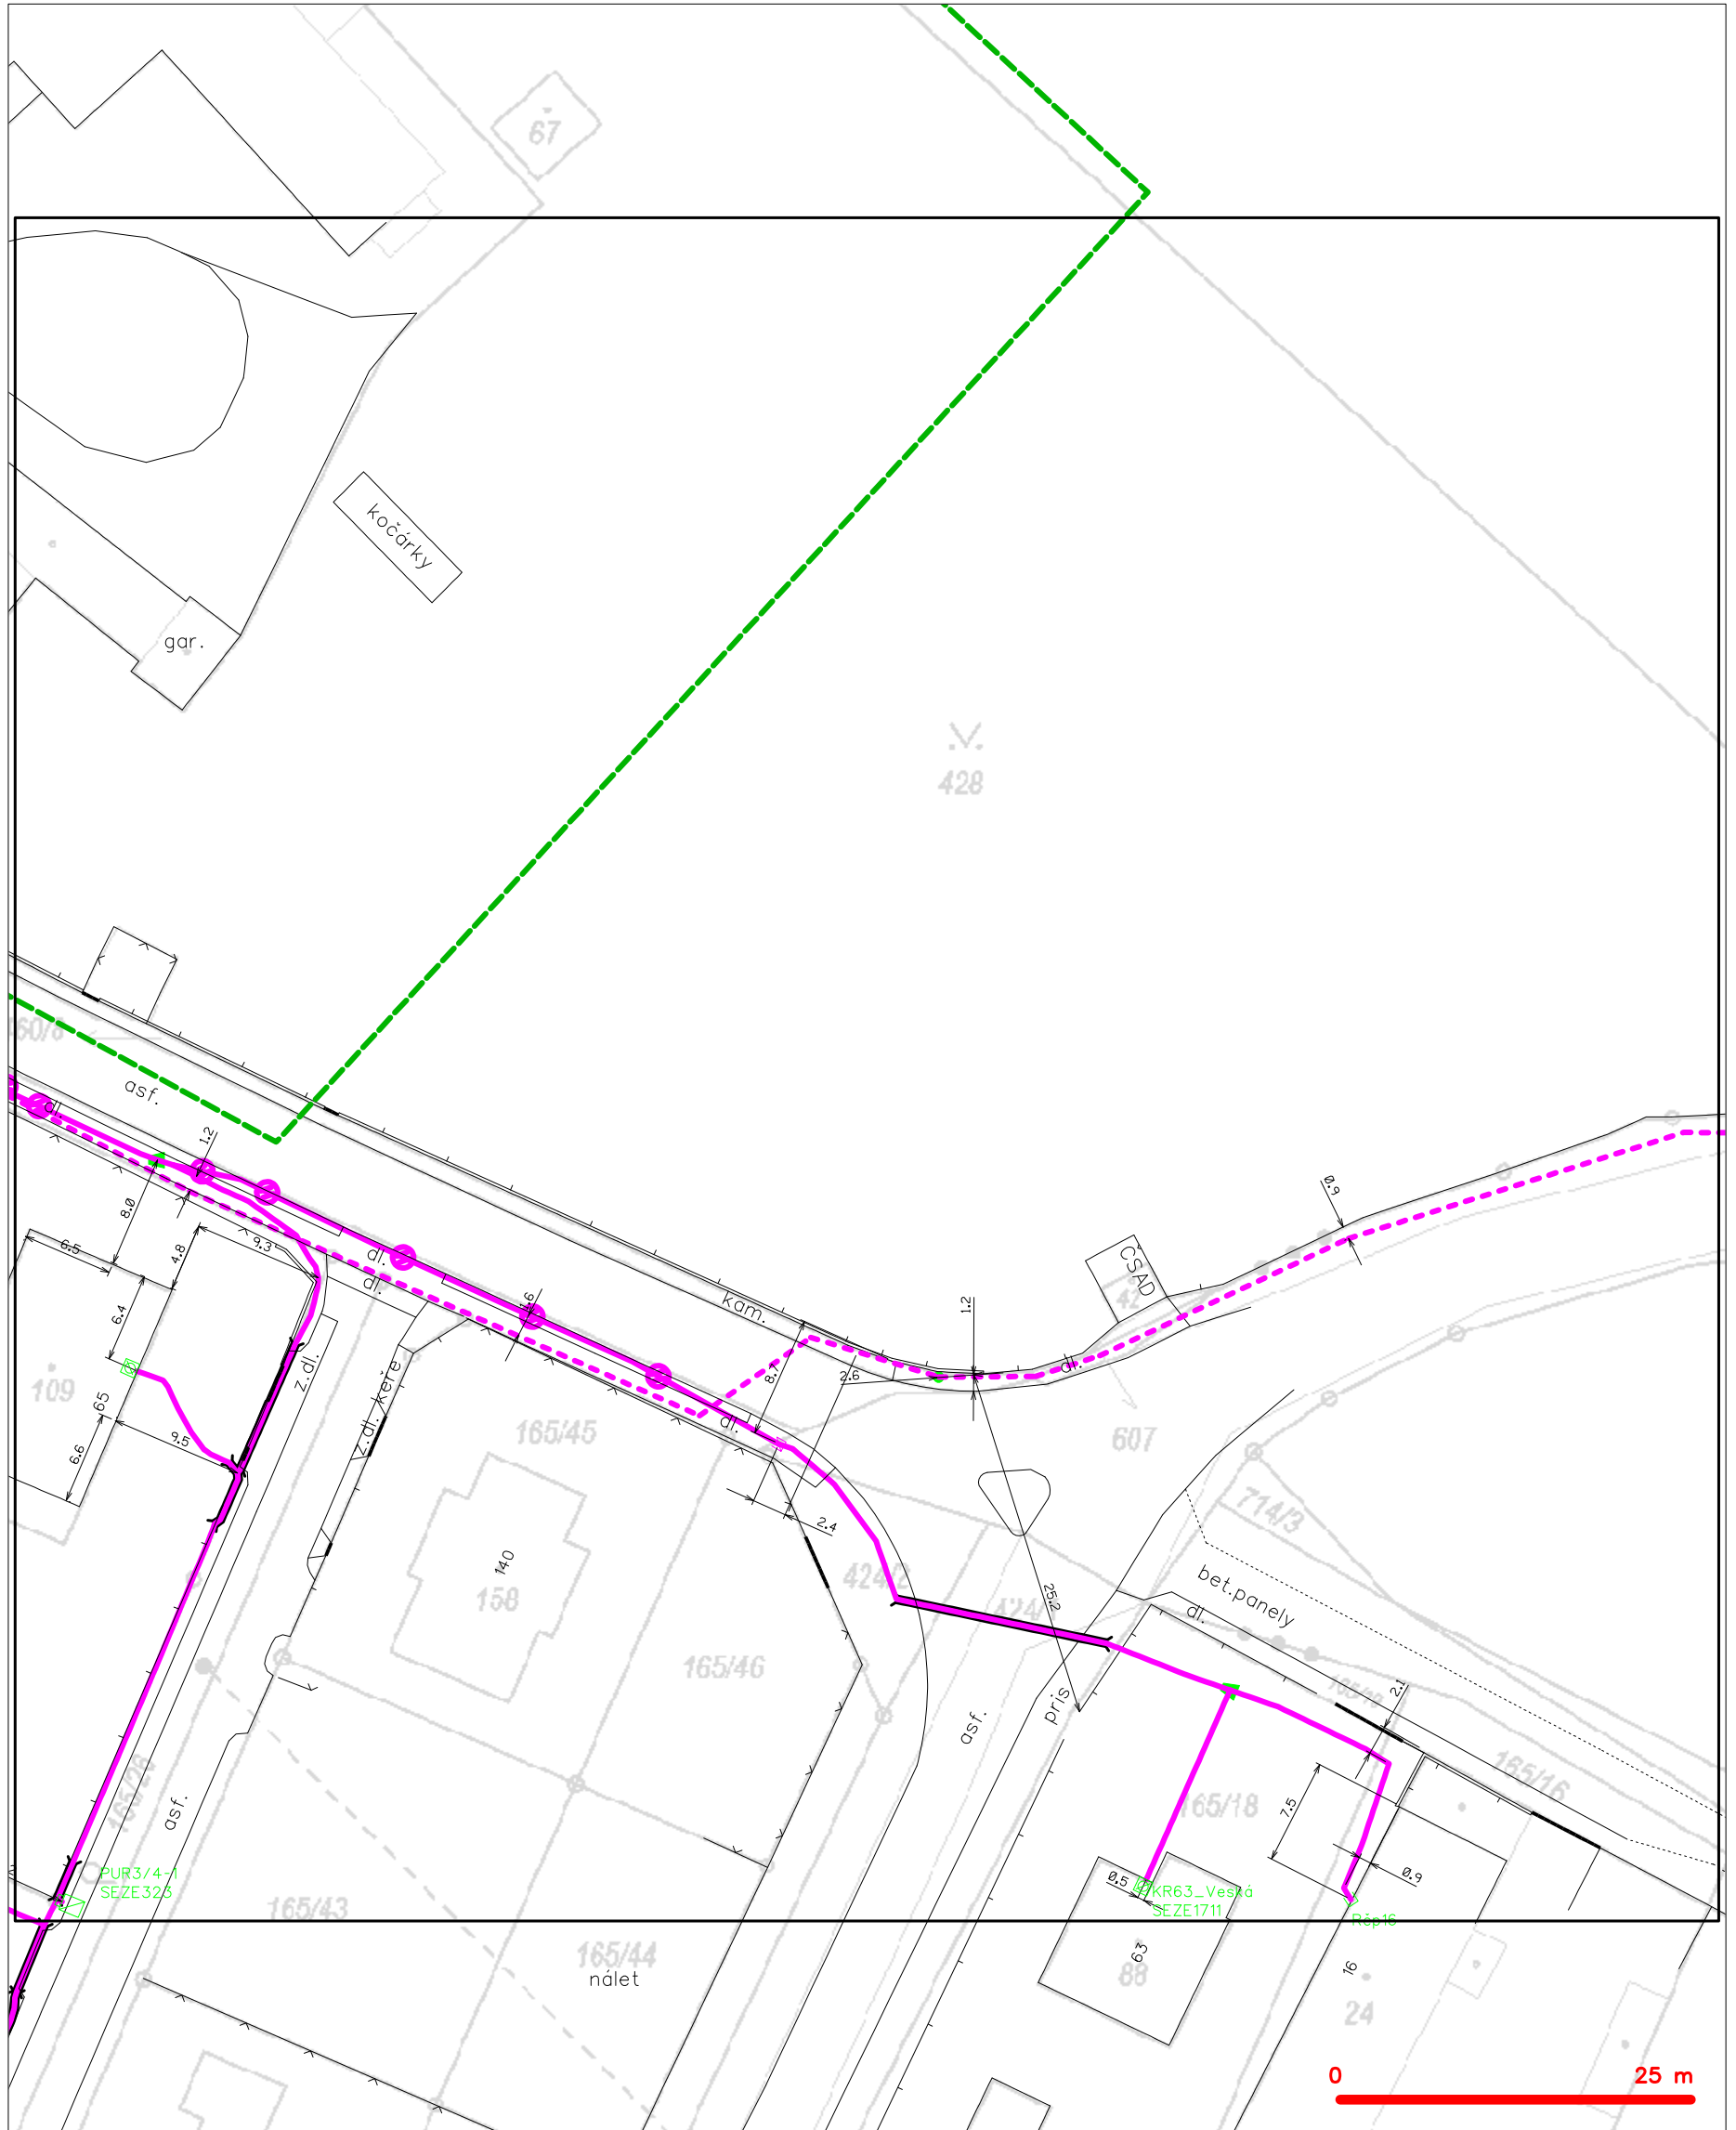 67
kočárky
gar.
428
asf.
dl.
1.2
8.0
6.5
4.8
9.3
6.4
109
65
6.6
9.5
z.dl.
z.dl. keře
dl.
dl.
1.6
kam.
8.7
2.6
1.2
dl.
ČSAD
42
0.9
607
dl.
165/45
140
158
2.4
424/2
25.2
714/3
bet.panely
dl.
165/46
asf.
pris
2.1
165/16
165/18
7.5
0.9
0.5
KR63_Veská
SEZE1711
Rčp16
165/26
asf.
PUR3/4-1
SEZE323
165/43
165/44
nálet
63
88
16
24
0
25 m